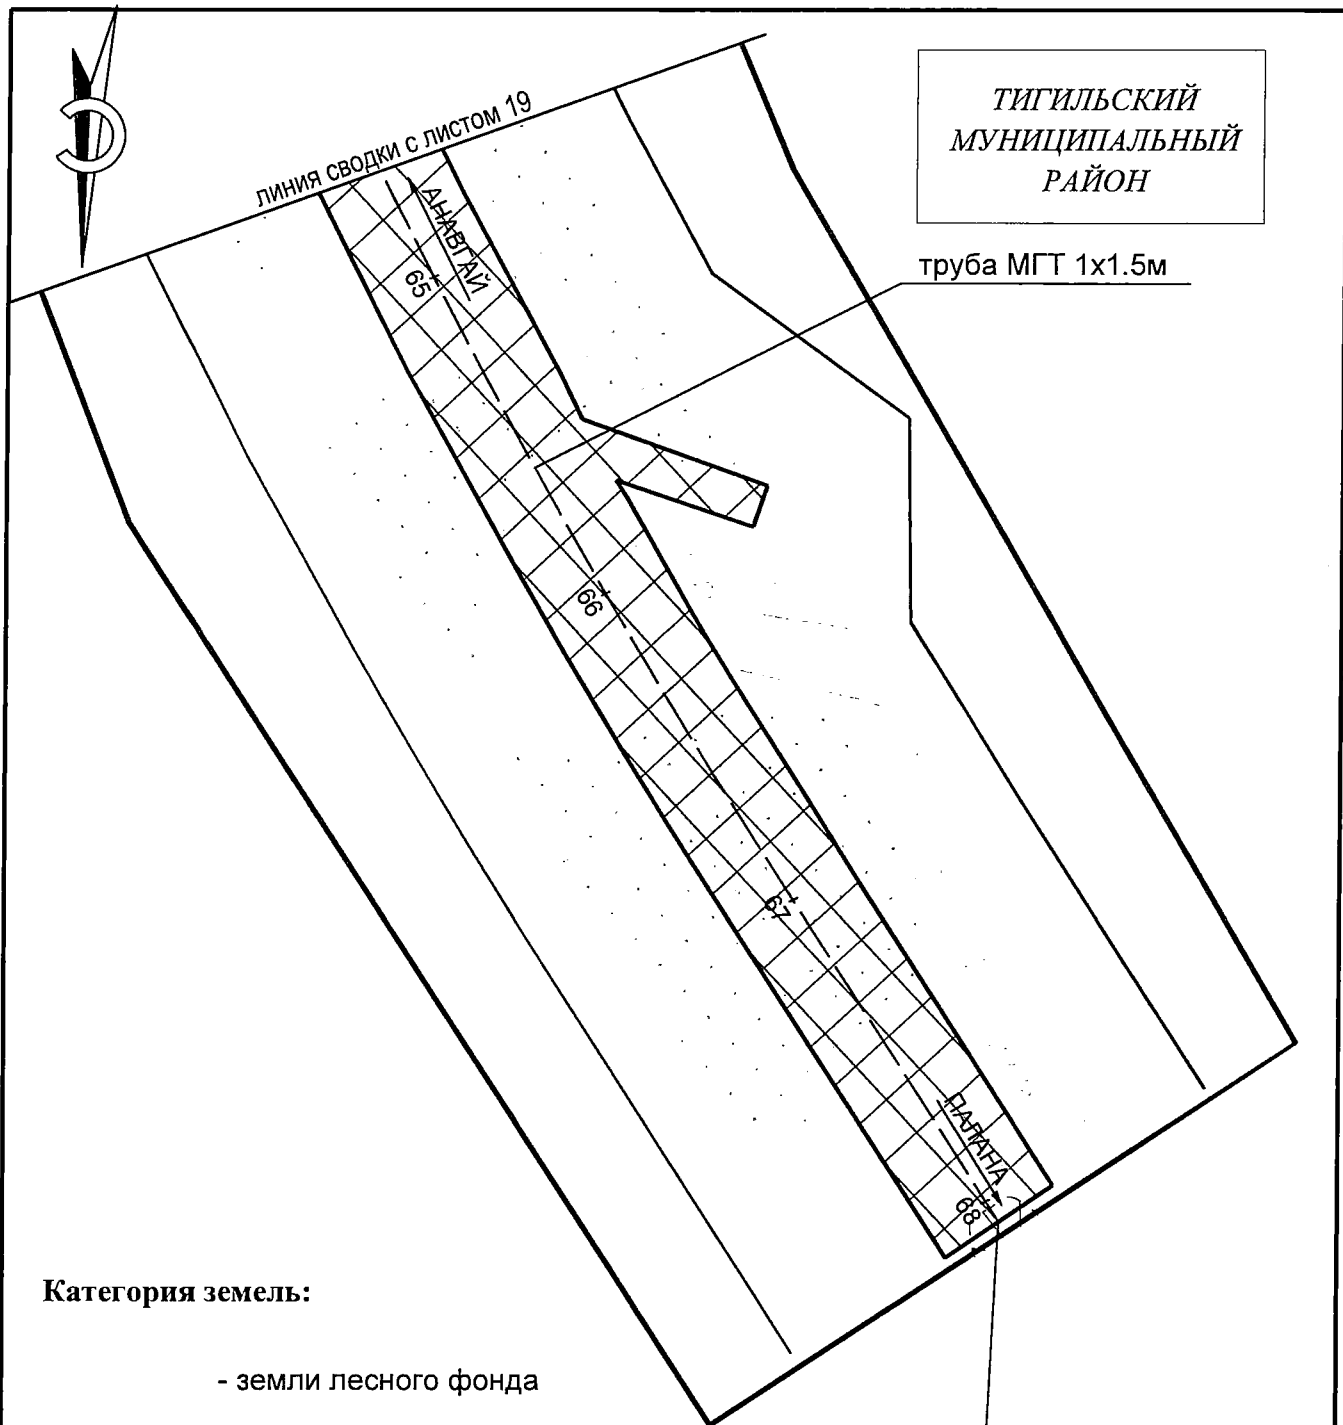 С
ТИГИЛЬСКИЙ
МУНИЦИПАЛЬНЫЙ
РАЙОН
ЛИНИЯ СВОДКИ С ЛИСТОМ 19
труба МГТ 1х1.5м
АНАВГАЙ
65
66
67
ПАЛАНА
68
Категория земель:
- земли лесного фонда